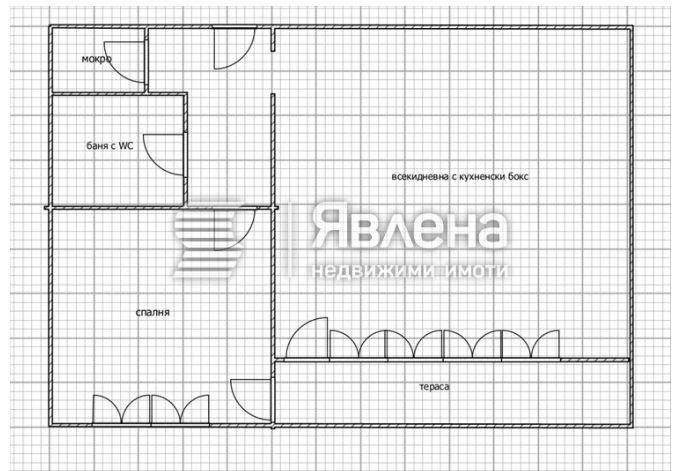 мокро
баня с WC
всекидневна с кухненски бокс
Явлена
недвижими имоти
спалня
тераса